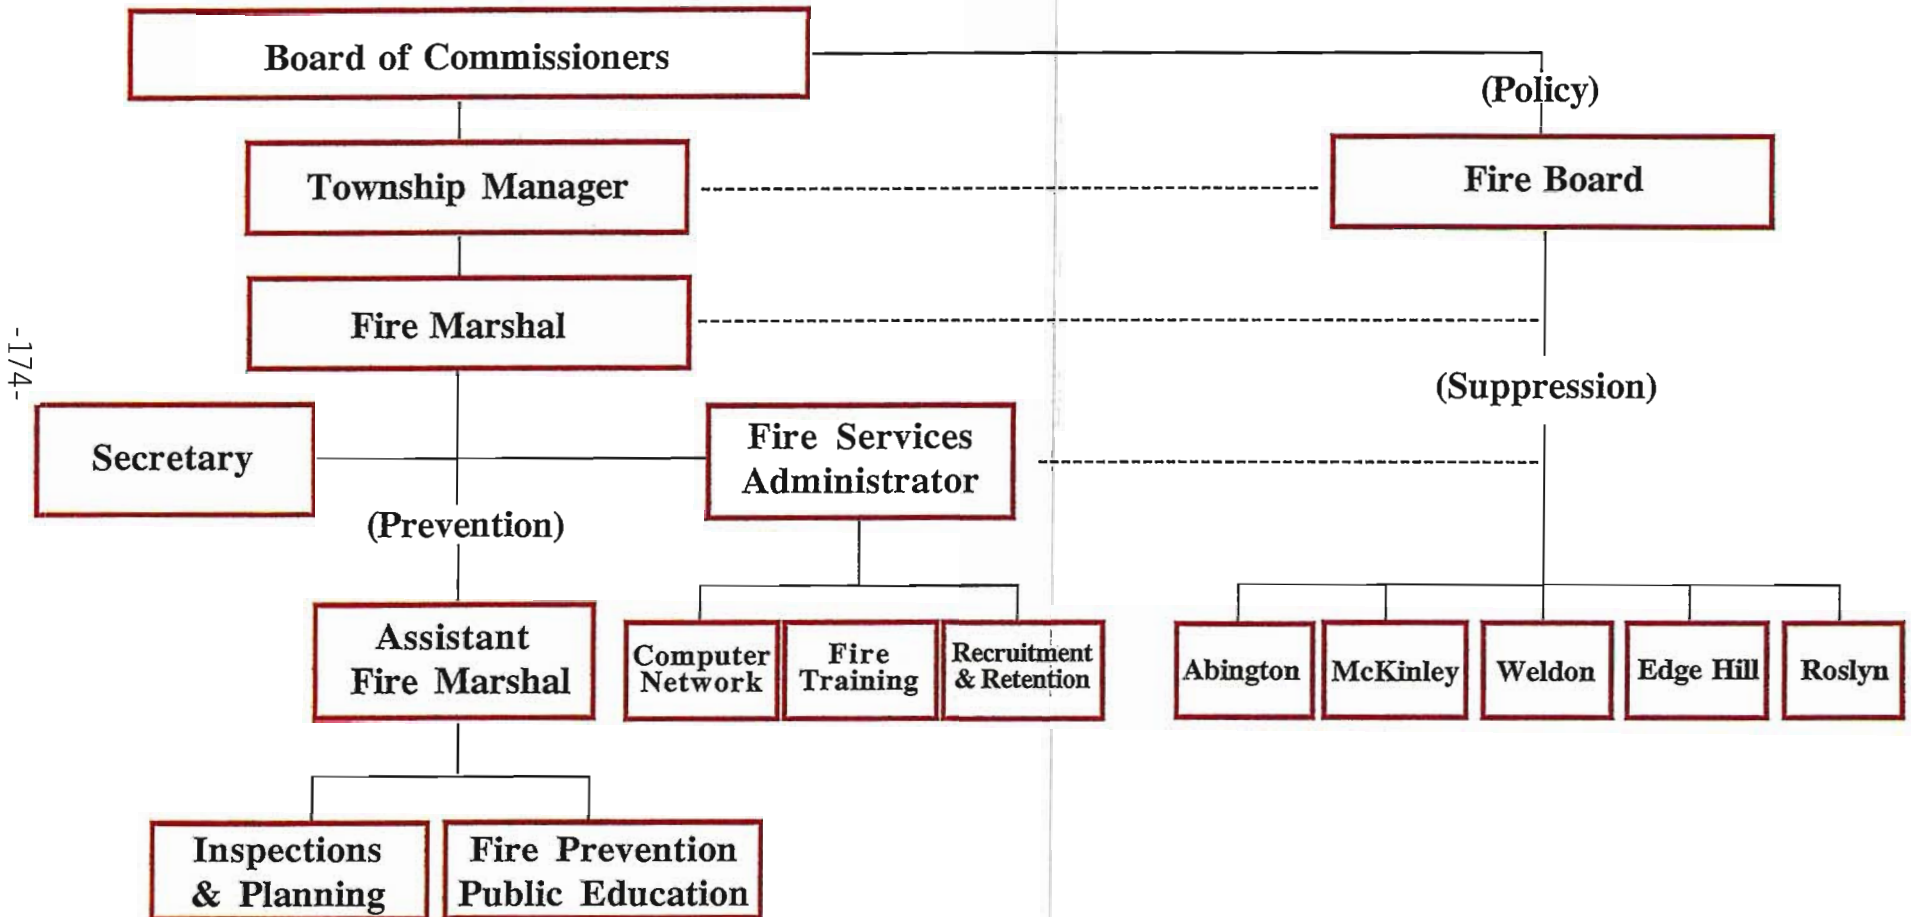 Board of Commissioners
(Policy)
Township Manager
Fire Board
Fire Marshal
-174-
(Suppression)
Secretary
Fire Services
Administrator
(Prevention)
Assistant
Fire Marshal
Computer
Network
Fire
Training
Recruitment
& Retention
Abington
McKinley
Weldon
Edge Hill
Roslyn
Inspections
& Planning
Fire Prevention
Public Education